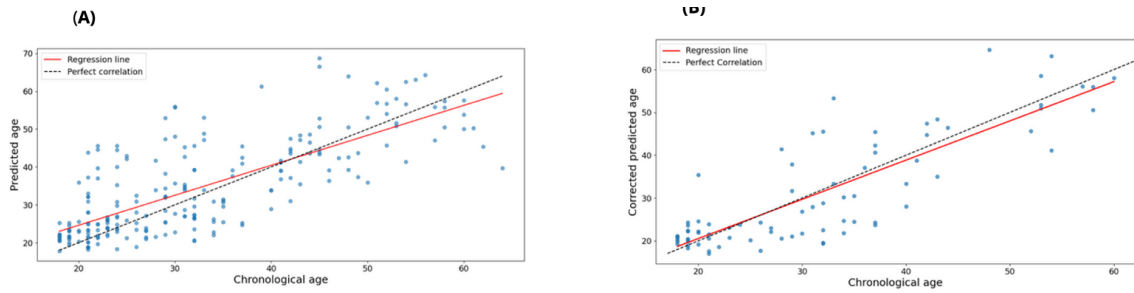 (A)
Regression line
Perfect correlation
70
60
50
40
30
20
Predicted age
20 30 40 50 60
Chronological age
(B)
Regression line
Perfect Correlation
60
50
40
30
20
Corrected predicted age
20 30 40 50 60
Chronological age